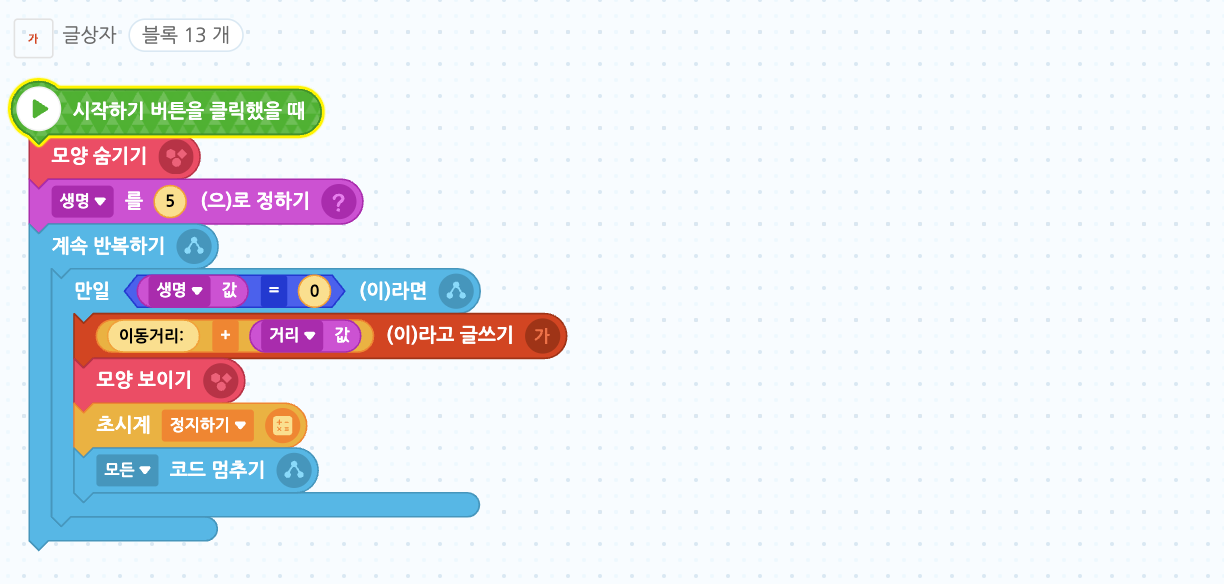 가 글상자 블록 13 개
시작하기 버튼을 클릭했을 때
모양 숨기기
생명 를 5 (으)로 정하기 ?
계속 반복하기
만일 생명 값 = 0 (이)라면
이동거리: + 거리 값 (이)라고 글쓰기 가
모양 보이기
초시계 정지하기
모든 코드 멈추기